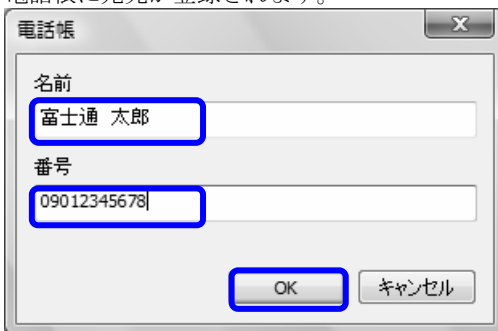 電話帳に宛先が登録されます。
電話帳
名前
富士通 太郎
番号
09012345678
OK キャンセル